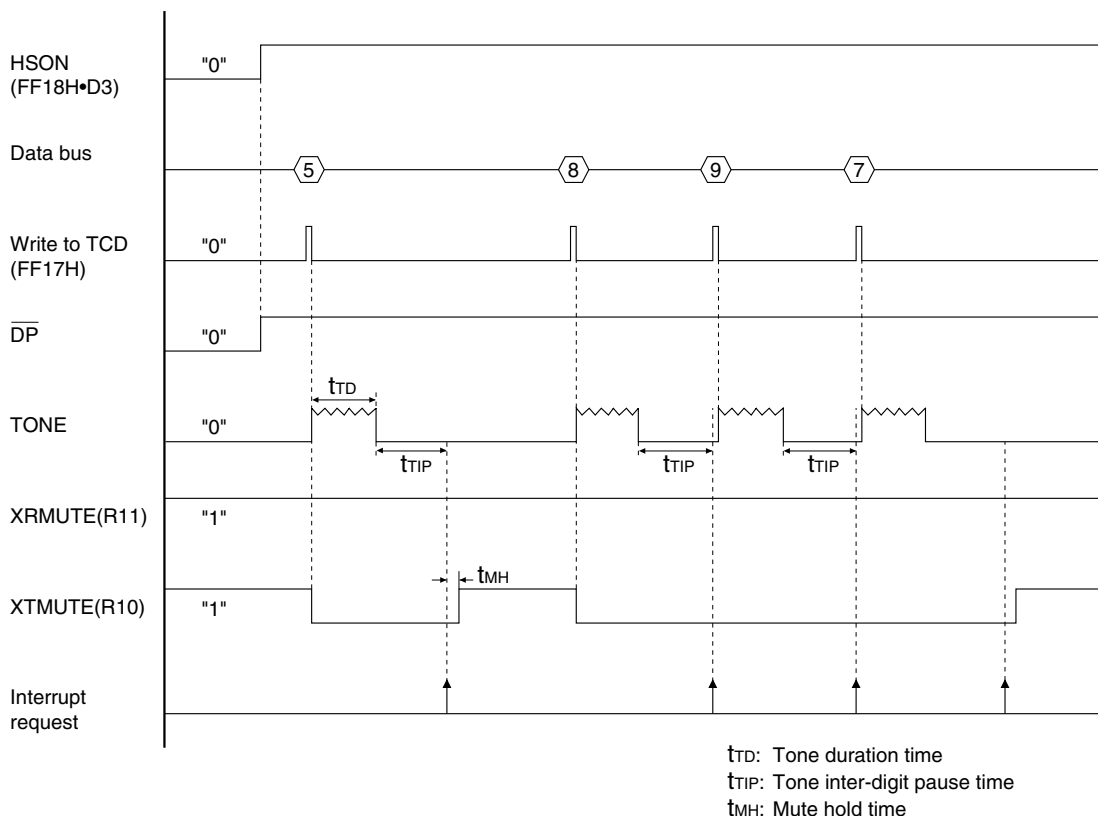 HSON "0"
(FF18H•D3)
Data bus 5 8 9 7
Write to TCD "0"
(FF17H)
DP "0"
tTD
TONE "0"
tTIP tTIP tTIP
XRMUTE(R11) "1"
tMH
XTMUTE(R10) "1"
Interrupt
request
tTD: Tone duration time
tTIP: Tone inter-digit pause time
tMH: Mute hold time